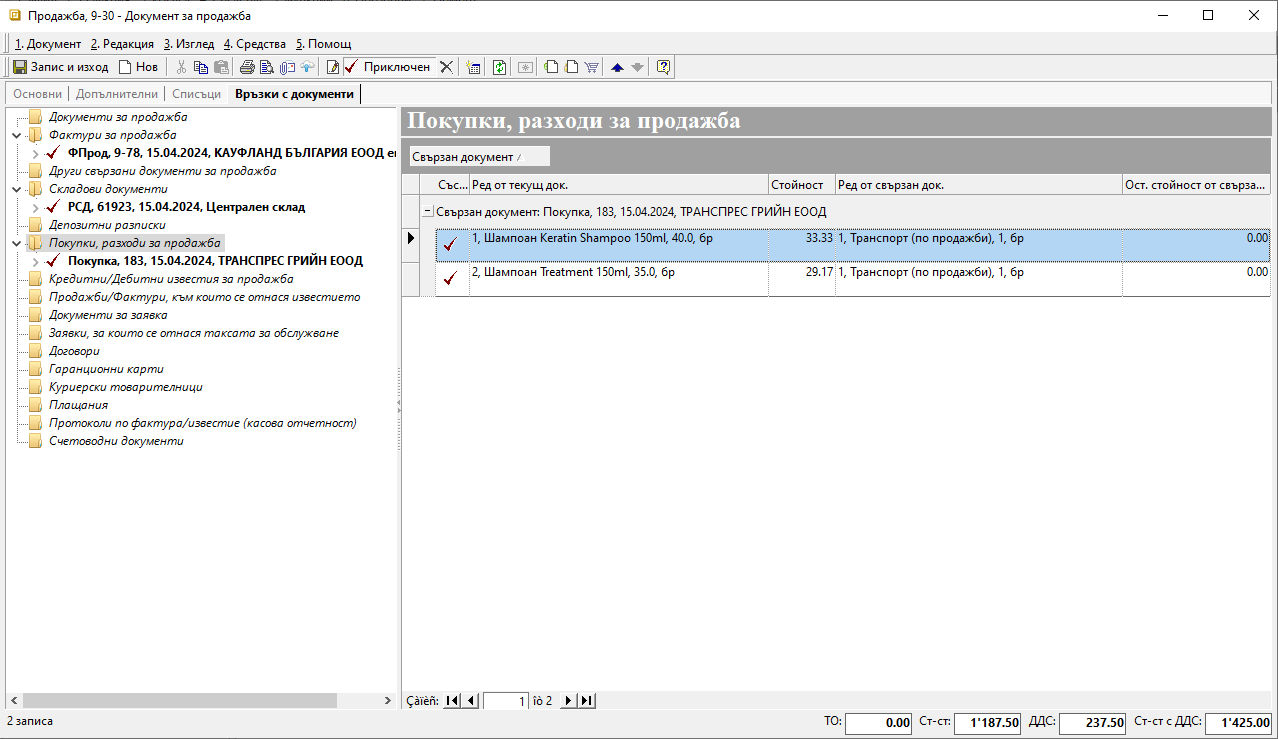 Продажба, 9-30 - Документ за продажба
1. Документ 2. Редакция 3. Изглед 4. Средства 5. Помощ
Запис и изход Нов Приключен
Основни Допълнителни Списъци Връзки с документи
Документи за продажба
Фактури за продажба
ФПрод, 9-78, 15.04.2024, КАУФЛАНД БЪЛГАРИЯ ЕООД е
Други свързани документи за продажба
Складови документи
РСД, 61923, 15.04.2024, Централен склад
Депозитни разписки
Покупки, разходи за продажба
Покупка, 183, 15.04.2024, ТРАНСПРЕС ГРИЙН ЕООД
Кредитни/Дебитни известия за продажба
Продажби/Фактури, към които се отнася известието
Документи за заявка
Заявки, за които се отнася таксата за обслужване
Договори
Гаранционни карти
Куриерски товарителници
Плащания
Протоколи по фактура/известие (касова отчетност)
Счетоводни документи
Покупки, разходи за продажба
Свързан документ
Със... Ред от текущ док. Стойност Ред от свързан док. Ост. стойност от свърза...
Свързан документ: Покупка, 183, 15.04.2024, ТРАНСПРЕС ГРИЙН ЕООД
1, Шампоан Keratin Shampoo 150ml, 40.0, бр 33.33 1, Транспорт (по продажби), 1, бр 0.00
2, Шампоан Treatment 150ml, 35.0, бр 29.17 1, Транспорт (по продажби), 1, бр 0.00
Çàïèñ: 1 îò 2
2 записа ТО: 0.00 Ст-ст: 1'187.50 ДДС: 237.50 Ст-ст с ДДС: 1'425.00